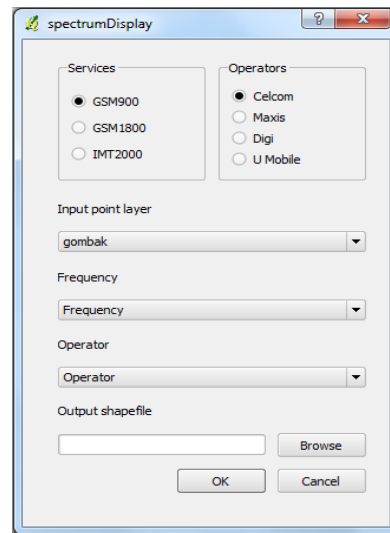 spectrumDisplay
Services
GSM900
GSM1800
IMT2000
Operators
Celcom
Maxis
Digi
U Mobile
Input point layer
gombak
Frequency
Frequency
Operator
Operator
Output shapefile
Browse
OK
Cancel